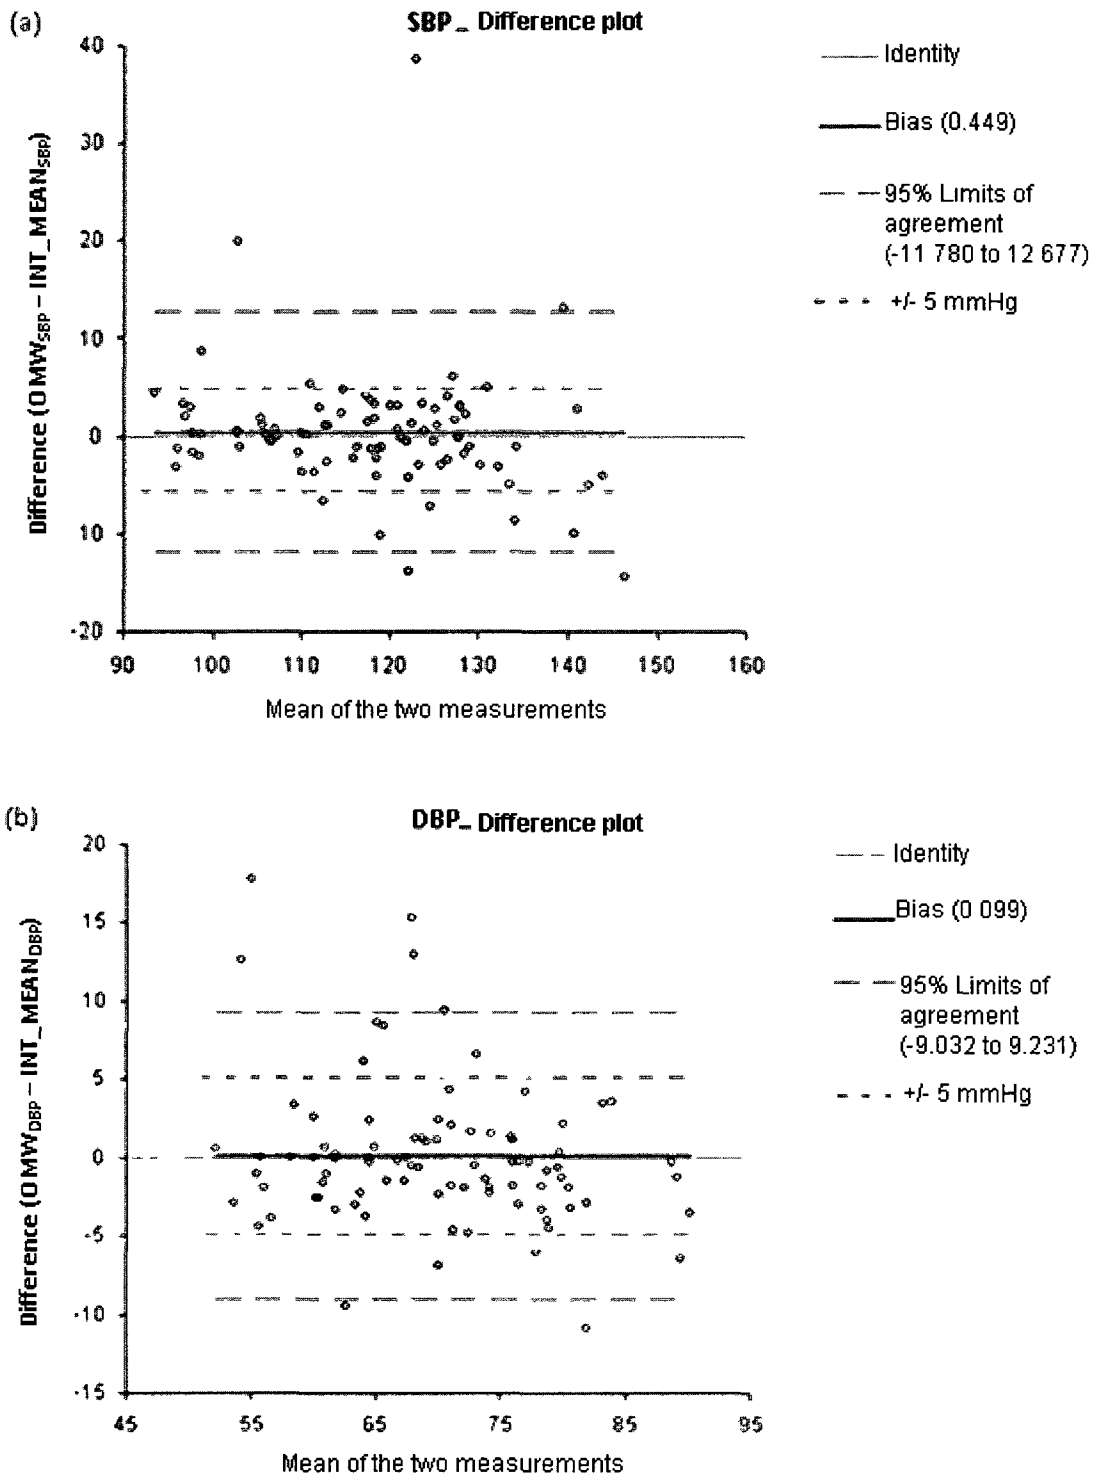 (a)
SBP_ Difference plot
40
30
20
10
0
10
-20
90 100 110 120 130 140 150 160
Difference (OMWSBP – INT_MEANSBP)
Mean of the two measurements
Identity
Bias (0.449)
95% Limits of
agreement
(-11 780 to 12 677)
+/- 5 mmHg
(b)
DBP_ Difference plot
20
15
10
5
0
-5
-10
-15
45 55 65 75 85 95
Difference (OMWDBP – INT_MEANDBP)
Mean of the two measurements
Identity
Bias (0 099)
95% Limits of
agreement
(-9.032 to 9.231)
+/- 5 mmHg